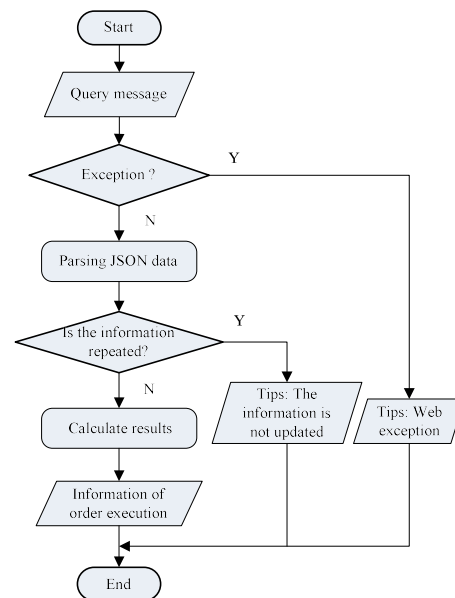 Start
Query message
Y
Exception ?
N
Parsing JSON data
Y
Is the information
repeated?
N
Tips: The
information is
not updated
Tips: Web
exception
Calculate results
Information of
order execution
End